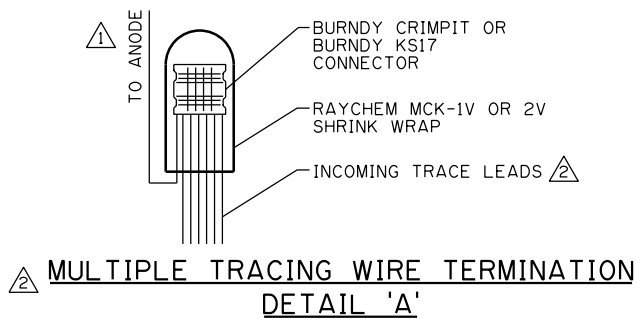 1
TO ANODE
BURNDY CRIMPIT OR
BURNDY KS17
CONNECTOR
RAYCHEM MCK-1V OR 2V
SHRINK WRAP
INCOMING TRACE LEADS 2
2 MULTIPLE TRACING WIRE TERMINATION
DETAIL 'A'